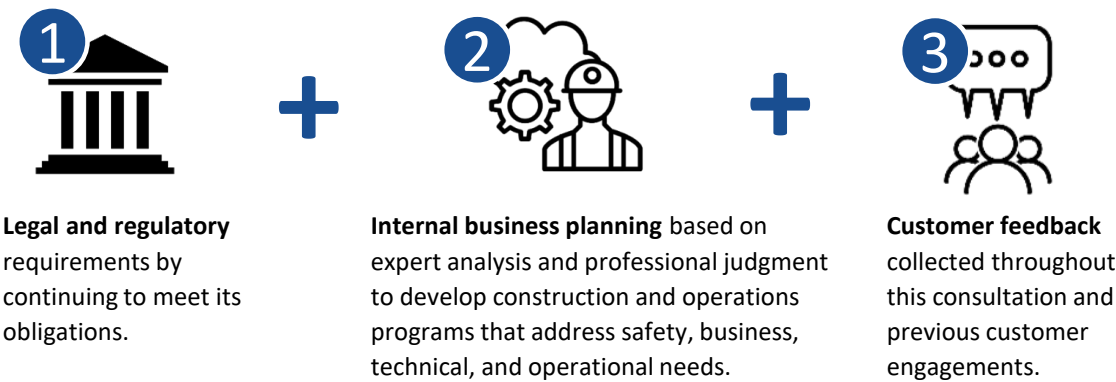 1
Legal and regulatory
requirements by
continuing to meet its
obligations.
2
Internal business planning based on
expert analysis and professional judgment
to develop construction and operations
programs that address safety, business,
technical, and operational needs.
3
Customer feedback
collected throughout
this consultation and
previous customer
engagements.